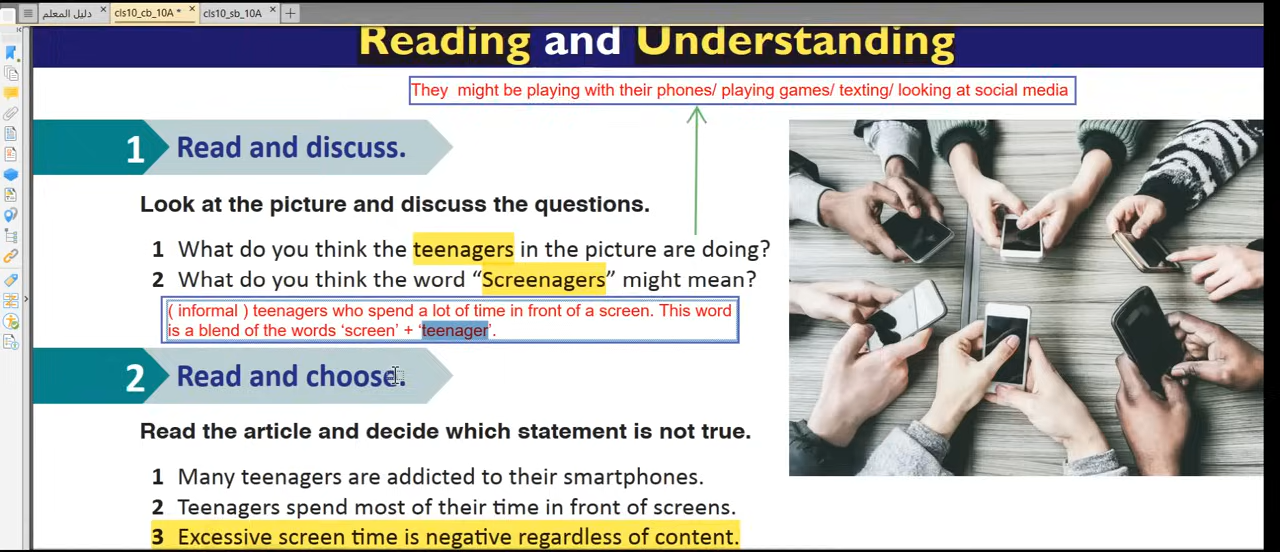 دليل المعلم
cls10_cb_10A *
cls10_sb_10A
Reading and Understanding
They might be playing with their phones/ playing games/ texting/ looking at social media
1 Read and discuss.
Look at the picture and discuss the questions.
1 What do you think the teenagers in the picture are doing?
2 What do you think the word “Screenagers” might mean?
( informal ) teenagers who spend a lot of time in front of a screen. This word
is a blend of the words ‘screen’ + ‘teenager’.
2 Read and choose.
Read the article and decide which statement is not true.
1 Many teenagers are addicted to their smartphones.
2 Teenagers spend most of their time in front of screens.
3 Excessive screen time is negative regardless of content.